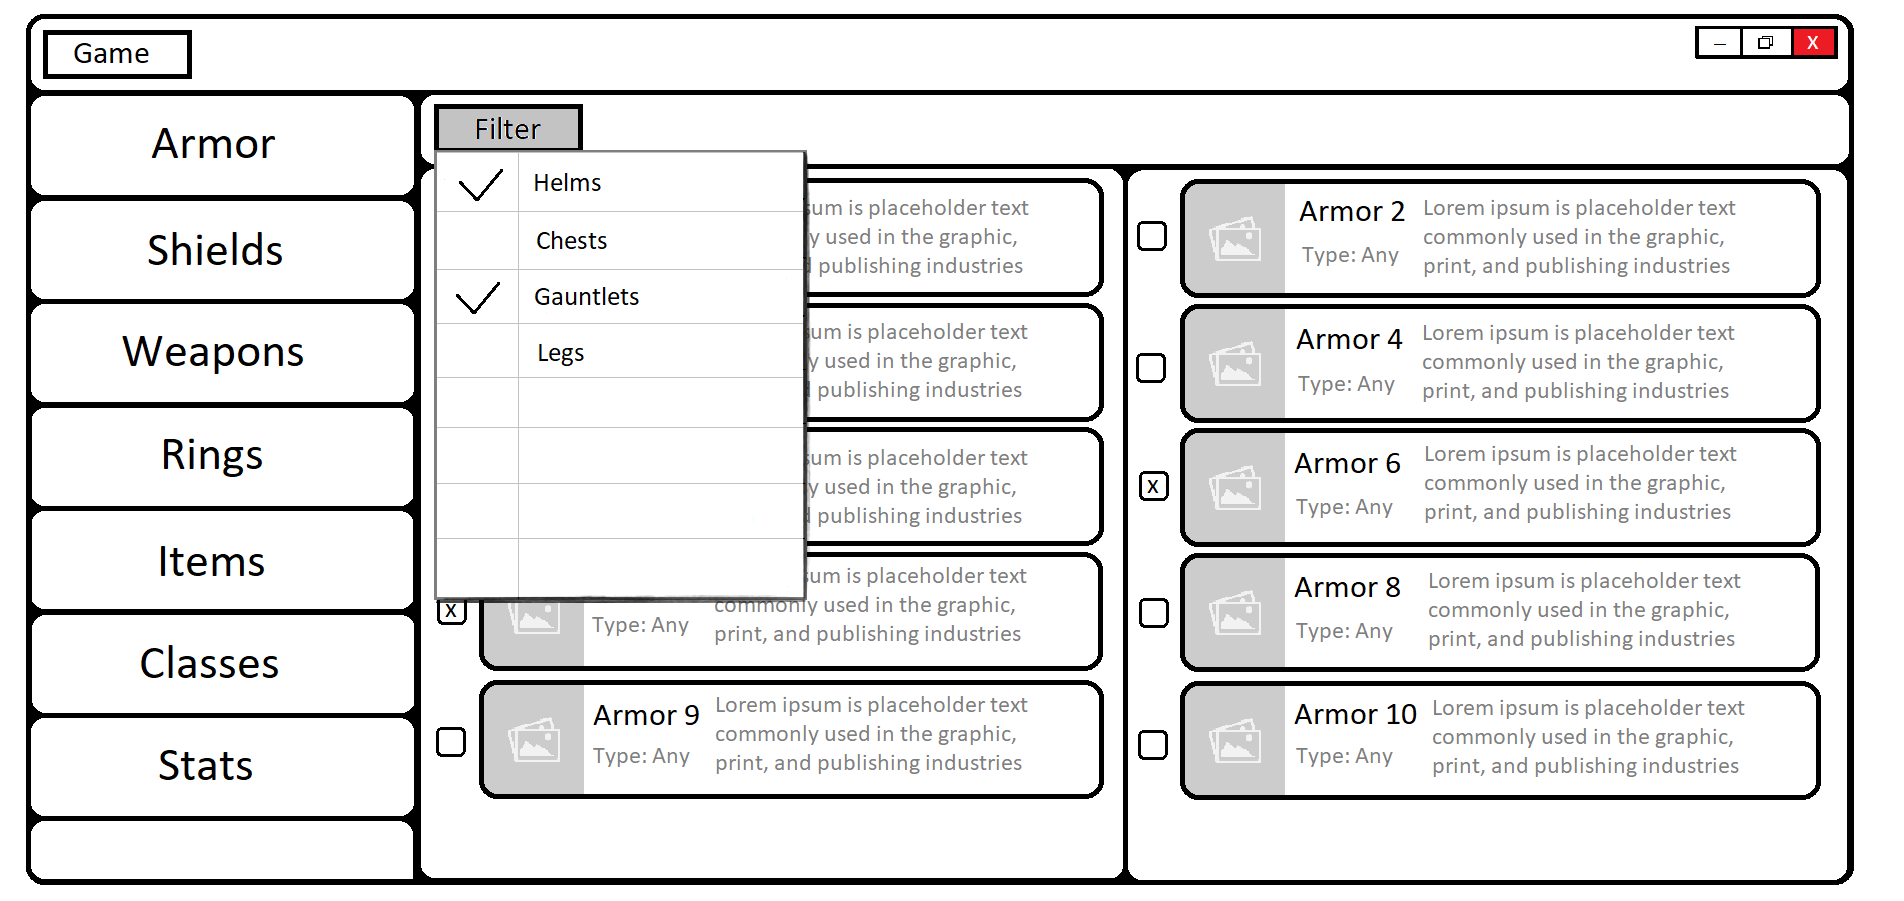 Game
X
Armor
Shields
Weapons
Rings
Items
Classes
Stats
Filter
Helms
Chests
Gauntlets
Legs
is placeholder text
used in the graphic,
publishing industries
is placeholder text
used in the graphic,
publishing industries
is placeholder text
used in the graphic,
publishing industries
X
Type: Any
is placeholder text
commonly used in the graphic,
print, and publishing industries
Armor 9
Type: Any
Lorem ipsum is placeholder text
commonly used in the graphic,
print, and publishing industries
Armor 2
Type: Any
Lorem ipsum is placeholder text
commonly used in the graphic,
print, and publishing industries
Armor 4
Type: Any
Lorem ipsum is placeholder text
commonly used in the graphic,
print, and publishing industries
X
Armor 6
Type: Any
Lorem ipsum is placeholder text
commonly used in the graphic,
print, and publishing industries
Armor 8
Type: Any
Lorem ipsum is placeholder text
commonly used in the graphic,
print, and publishing industries
Armor 10
Type: Any
Lorem ipsum is placeholder text
commonly used in the graphic,
print, and publishing industries